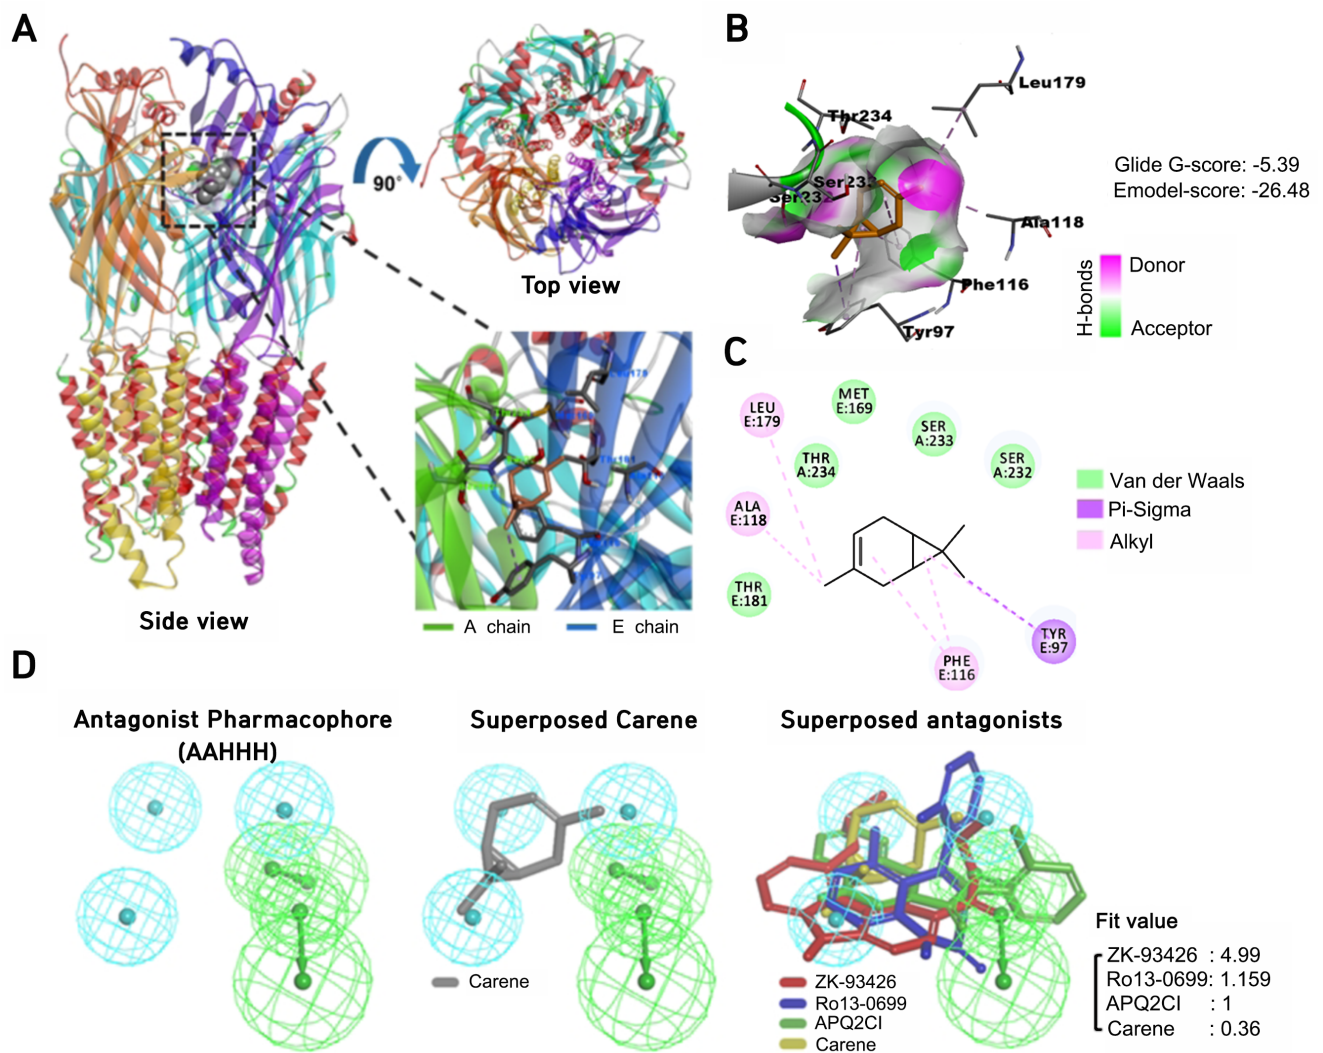 A
90°
Top view
Side view
A chain
E chain
B
Leu179
Thr234
Ser233
Ser232
Ala118
Phe116
Tyr97
Glide G-score: -5.39
Emodel-score: -26.48
H-bonds
Donor
Acceptor
C
LEU
E:179
MET
E:169
SER
A:233
THR
A:234
SER
A:232
ALA
E:118
THR
E:181
TYR
E:97
PHE
E:116
Van der Waals
Pi-Sigma
Alkyl
D
Antagonist Pharmacophore
(AAHHH)
Superposed Carene
Carene
Superposed antagonists
ZK-93426
Ro13-0699
APQ2CI
Carene
Fit value
ZK-93426 : 4.99
Ro13-0699: 1.159
APQ2CI : 1
Carene : 0.36